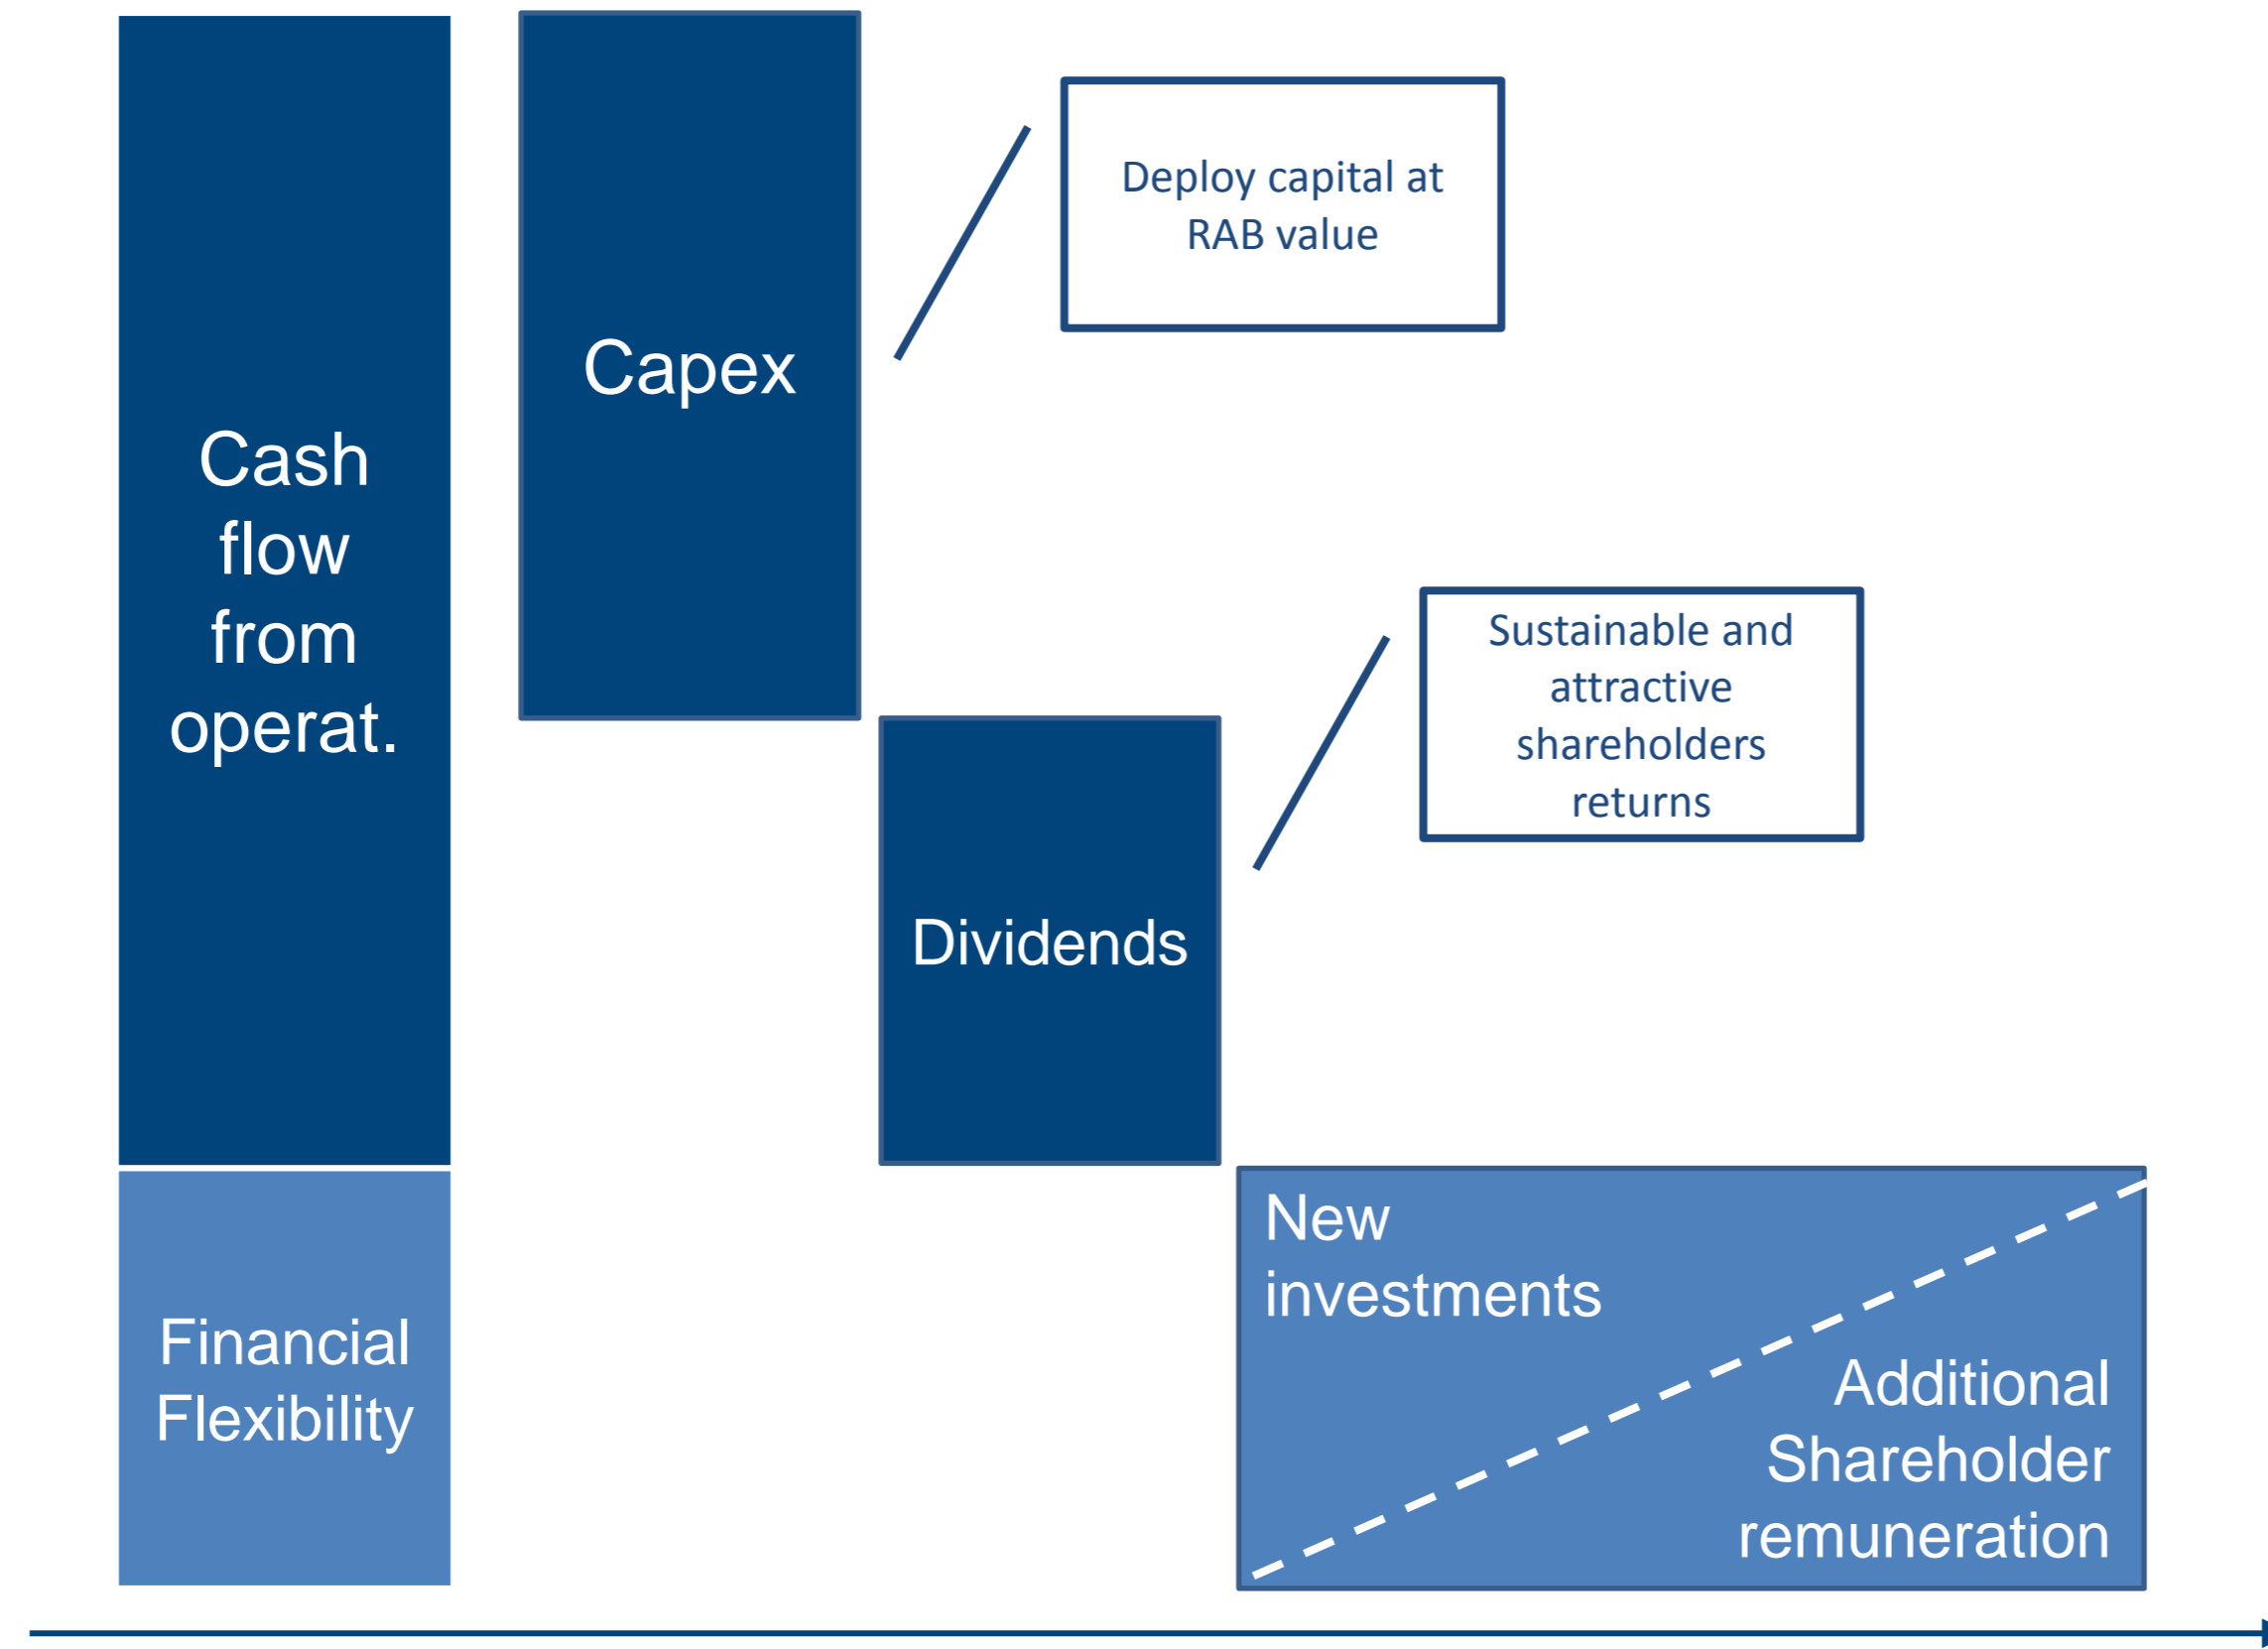 Cash
flow
from
operat.
Financial
Flexibility
Capex
Deploy capital at
RAB value
Dividends
Sustainable and
attractive
shareholders
returns
New
investments
Additional
Shareholder
remuneration